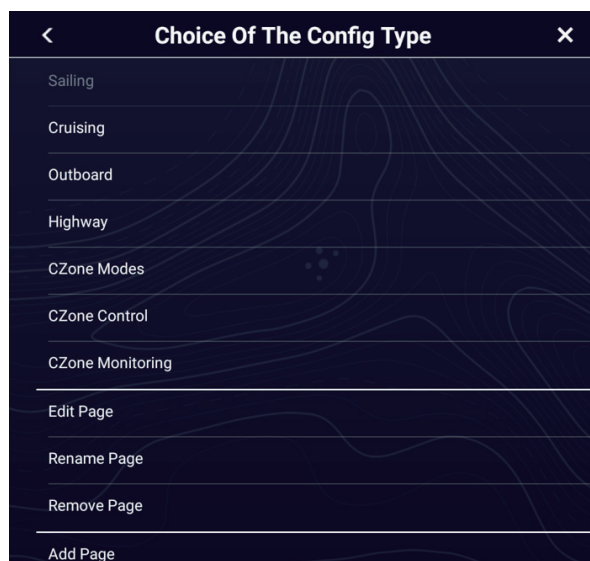 Choice Of The Config Type
Sailing
Cruising
Outboard
Highway
CZone Modes
CZone Control
CZone Monitoring
Edit Page
Rename Page
Remove Page
Add Page